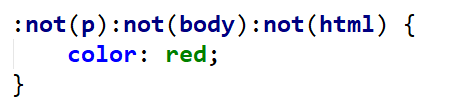 :not(p):not(body):not(html) {
    color: red;
}